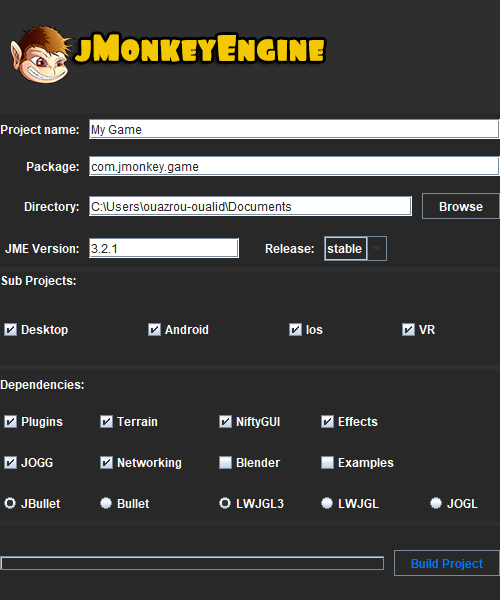 JMONKEYENGINE
Project name: My Game
Package: com.jmonkey.game
Directory: C:\Users\ouazrou-oualid\Documents Browse
JME Version: 3.2.1 Release: stable
Sub Projects:
Desktop Android Ios VR
Dependencies:
Plugins Terrain NiftyGUI Effects
JOGG Networking Blender Examples
JBullet Bullet LWJGL3 LWJGL JOGL
Build Project